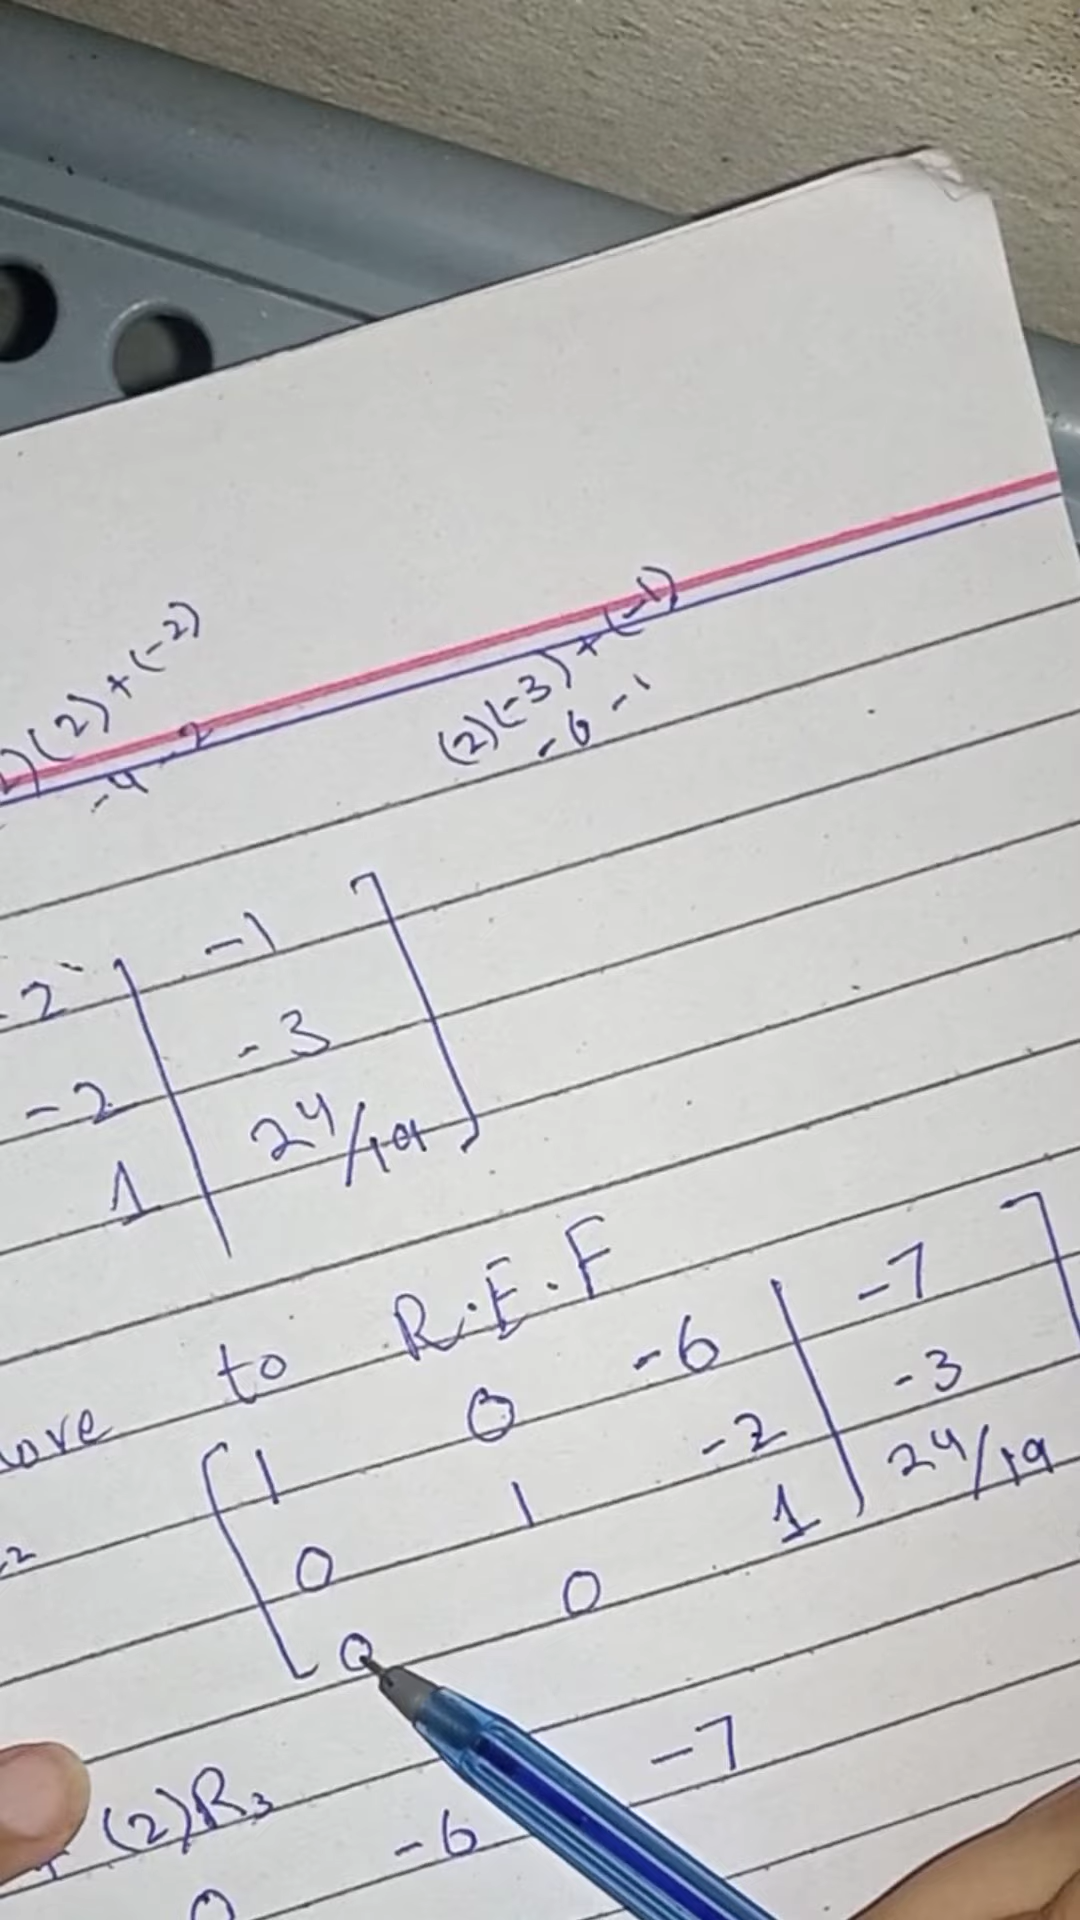 (2) + (-2)
(2)(-3) + (-1)
-4 - 2
-6 -1
-2 | -1
-2 | -3
1 | 24/19
to R.E.F
1 0 -6 | -7
0 1 -2 | -3
0 0 1 | 24/19
(2)R3
0 -6 -7